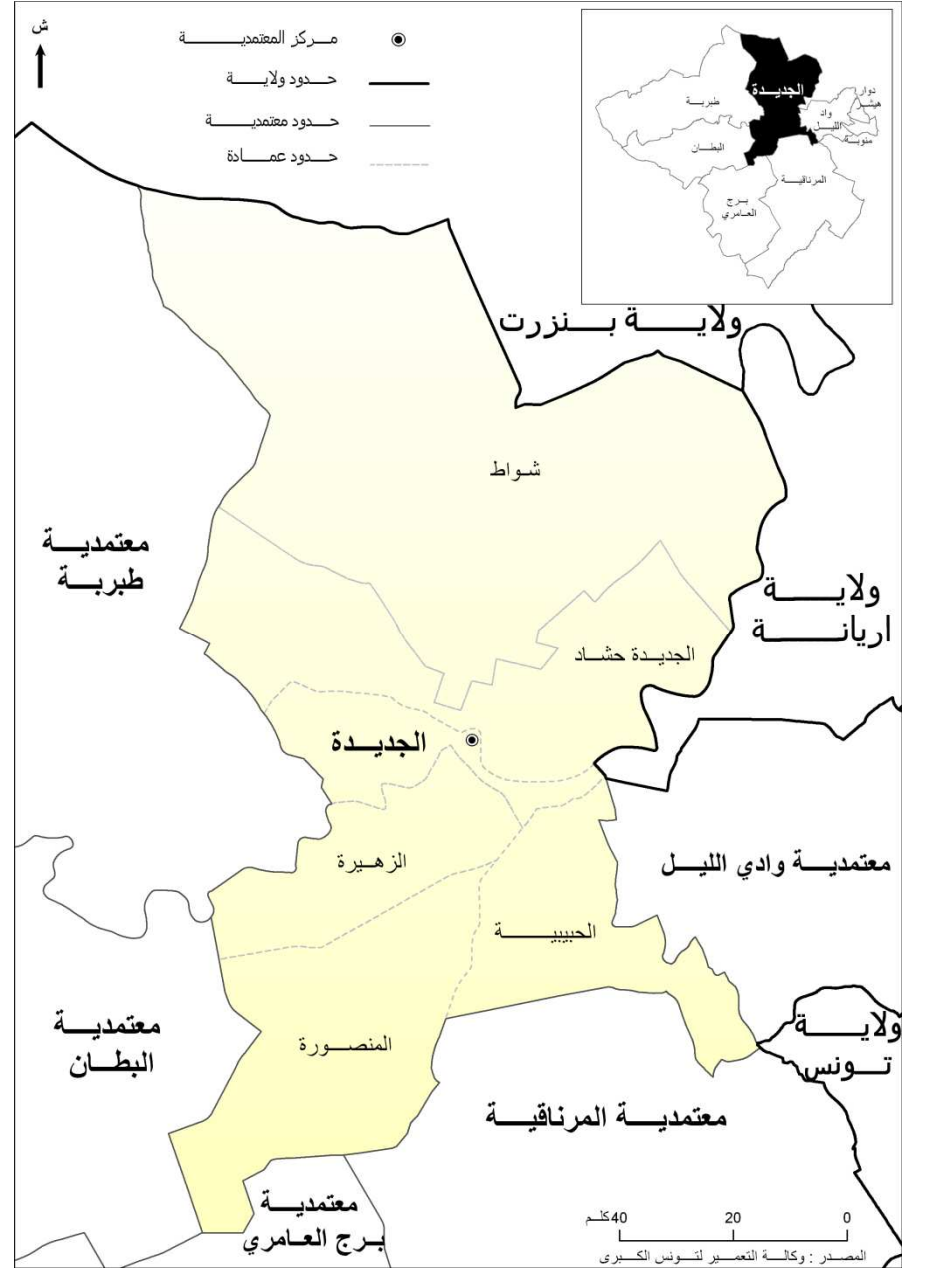 ش
مركز المعتمدية
حدود ولاية
حدود معتمدية
حدود عمادة
الجديدة
طبربة
دوار
هيشر
واد
الليل
منوبة
البطان
المرناقية
برج
العامري
ولاية بنزرت
شواط
معتمدية
طبربة
ولاية
اريانة
الجديدة حشاد
الجديدة
الزهيرة
معتمدية وادي الليل
الحبيبية
معتمدية
البطان
المنصورة
ولاية
تونس
معتمدية المرناقية
معتمدية
برج العامري
0 20 40كلم
المصدر : وكالة التعمير لتونس الكبرى